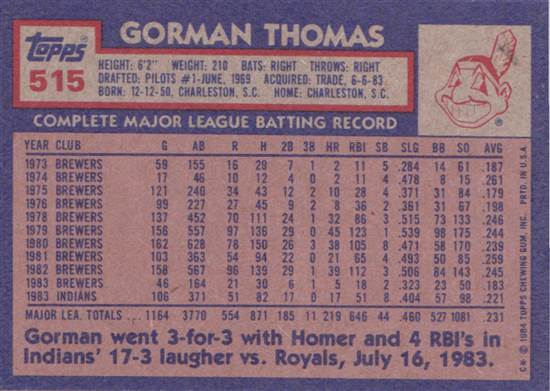 GORMAN THOMAS
Topps
515
HEIGHT: 6'2" WEIGHT: 210 BATS: RIGHT THROWS: RIGHT
DRAFTED: PILOTS #1-JUNE, 1969 ACQUIRED: TRADE, 6-6-83
BORN: 12-12-50, CHARLESTON, S.C. HOME: CHARLESTON, S.C.
®
COMPLETE MAJOR LEAGUE BATTING RECORD
YEAR CLUB G AB R H 2B 3B HR RBI SB SLG BB SO AVG
1973 BREWERS 59 155 16 29 7 1 2 11 5 .284 14 61 .187
1974 BREWERS 17 46 10 12 4 0 2 11 4 .478 8 15 .261
1975 BREWERS 121 240 34 43 12 2 10 28 4 .371 31 84 .179
1976 BREWERS 99 227 27 45 9 2 8 36 2 .361 31 67 .198
1978 BREWERS 137 452 70 111 24 1 32 86 3 .515 73 133 .246
1979 BREWERS 156 557 97 136 29 0 45 123 1 .539 98 175 .244
1980 BREWERS 162 628 78 150 26 3 38 105 8 .471 58 170 .239
1981 BREWERS 103 363 54 94 22 0 21 65 4 .493 50 85 .259
1982 BREWERS 158 567 96 139 29 1 39 112 3 .506 84 143 .245
1983 BREWERS 46 164 21 30 6 1 5 18 2 .323 23 50 .183
1983 INDIANS 106 371 51 82 17 0 17 51 8 .404 57 98 .221
MAJOR LEA. TOTALS ... 1164 3770 554 871 185 11 219 646 44 .460 527 1081 .231
Gorman went 3-for-3 with Homer and 4 RBI's in
Indians' 17-3 laugher vs. Royals, July 16, 1983.
C* © 1984 TOPPS CHEWING GUM, INC. PRTD. IN U.S.A.